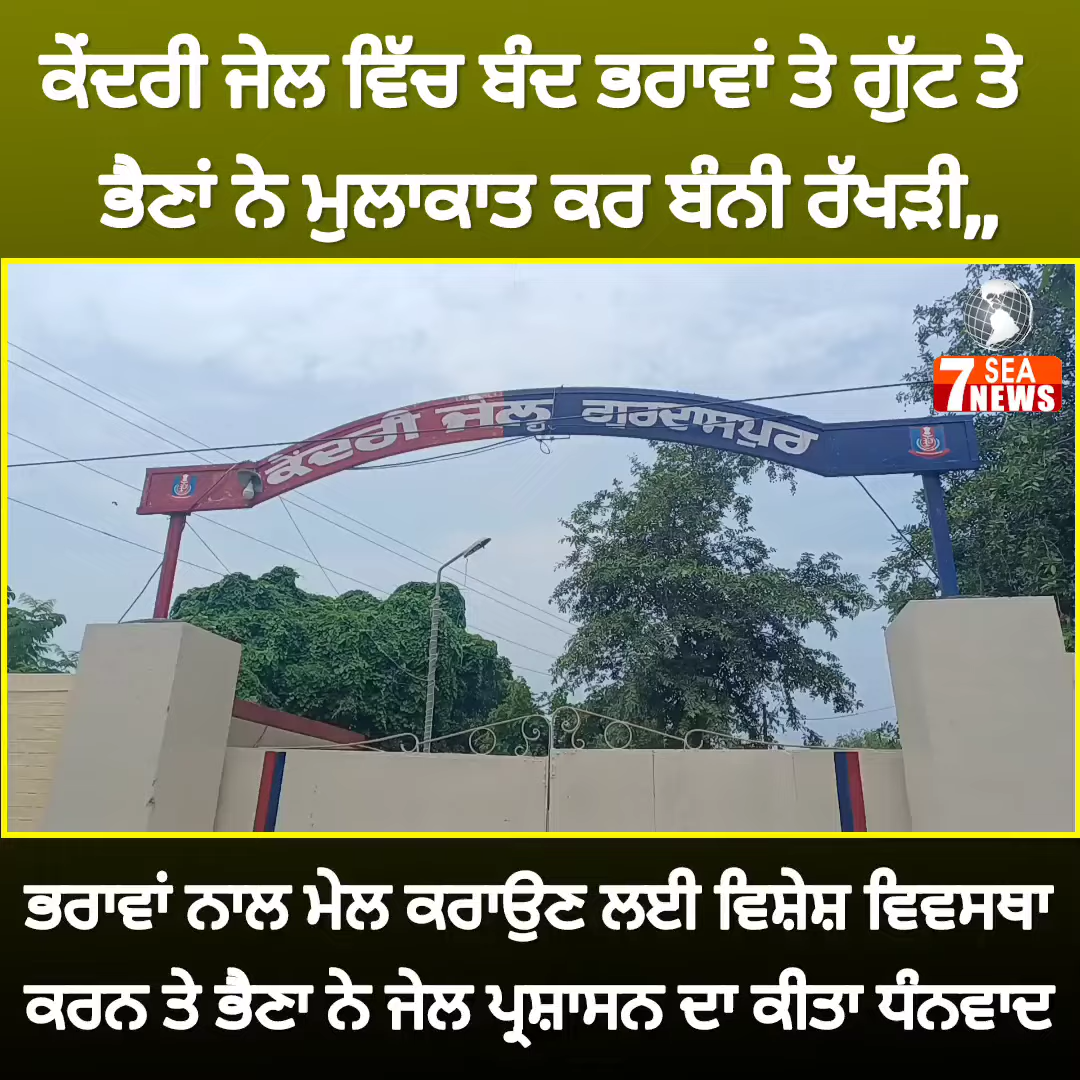 ਕੇਂਦਰੀ ਜੇਲ ਵਿੱਚ ਬੰਦ ਭਰਾਵਾਂ ਤੇ ਗੁੱਟ ਤੇ
ਭੈਣਾਂ ਨੇ ਮੁਲਾਕਾਤ ਕਰ ਬੰਨੀ ਰੱਖੜੀ,,
7 SEA NEWS
ਕੇਂਦਰੀ ਜੇਲ੍ਹ ਗੁਰਦਾਸਪੁਰ
ਭਰਾਵਾਂ ਨਾਲ ਮੇਲ ਕਰਾਉਣ ਲਈ ਵਿਸ਼ੇਸ਼ ਵਿਵਸਥਾ
ਕਰਨ ਤੇ ਭੈਣਾ ਨੇ ਜੇਲ ਪ੍ਰਸ਼ਾਸਨ ਦਾ ਕੀਤਾ ਧੰਨਵਾਦ